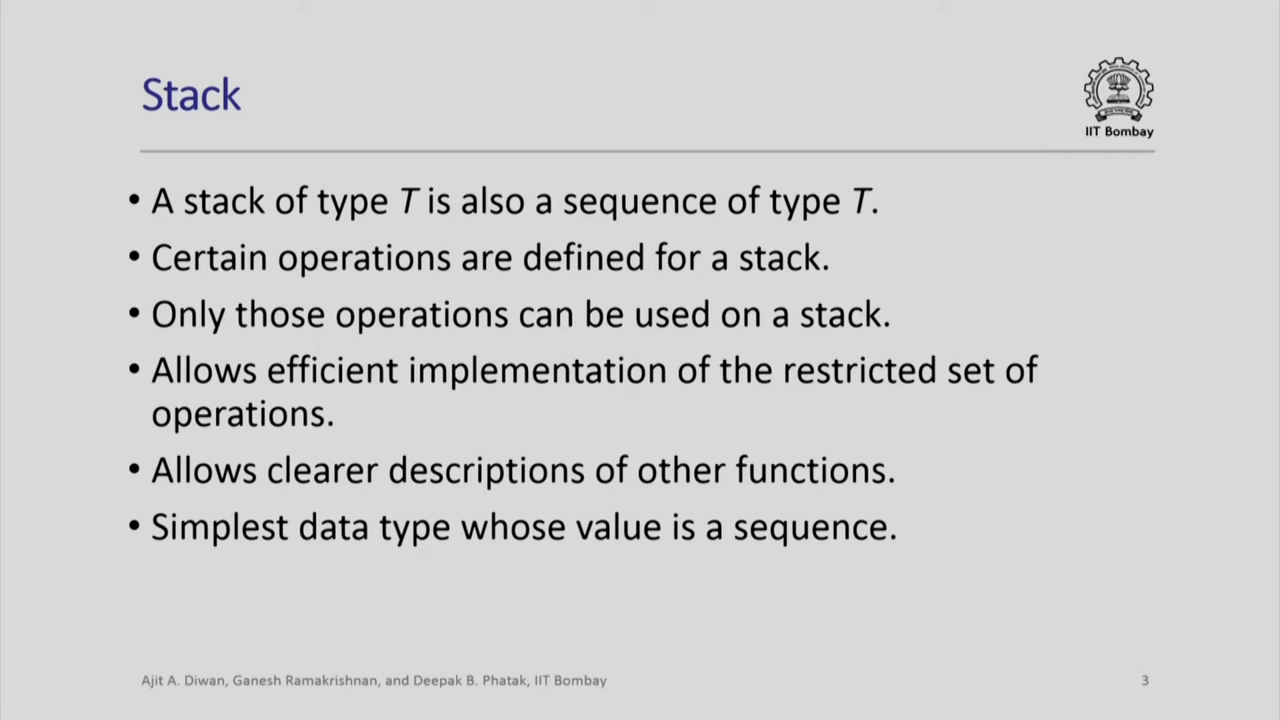 Stack
IIT Bombay
• A stack of type T is also a sequence of type T.
• Certain operations are defined for a stack.
• Only those operations can be used on a stack.
• Allows efficient implementation of the restricted set of
operations.
• Allows clearer descriptions of other functions.
• Simplest data type whose value is a sequence.
Ajit A. Diwan, Ganesh Ramakrishnan, and Deepak B. Phatak, IIT Bombay
3